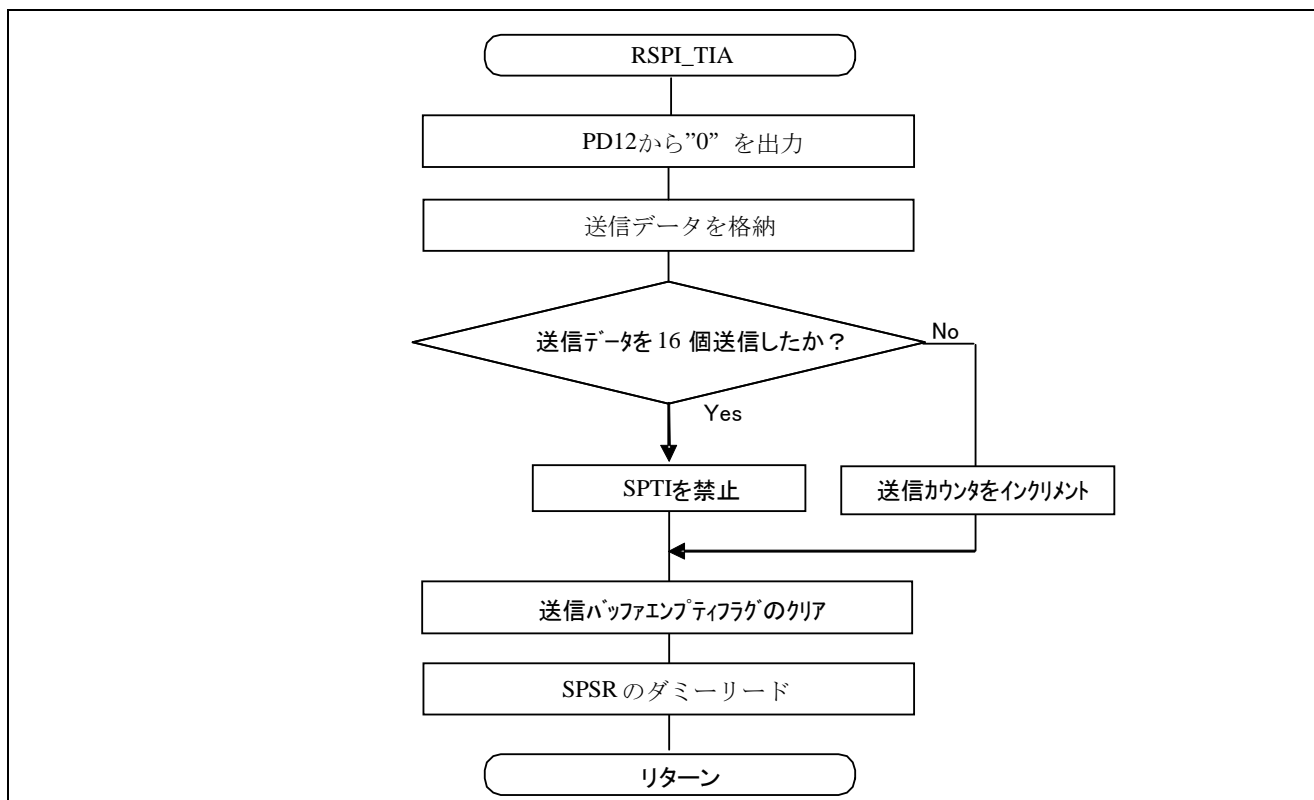 RSPI_TIA
PD12から”0” を出力
送信データを格納
送信ﾃﾞｰﾀを 16 個送信したか？
No
Yes
SPTIを禁止
送信ｶｳﾝﾀをｲﾝｸﾘﾒﾝﾄ
送信ﾊﾞｯﾌｧｴﾝﾌﾟﾃｨﾌﾗｸﾞのｸﾘｱ
SPSR のダミーリード
リターン